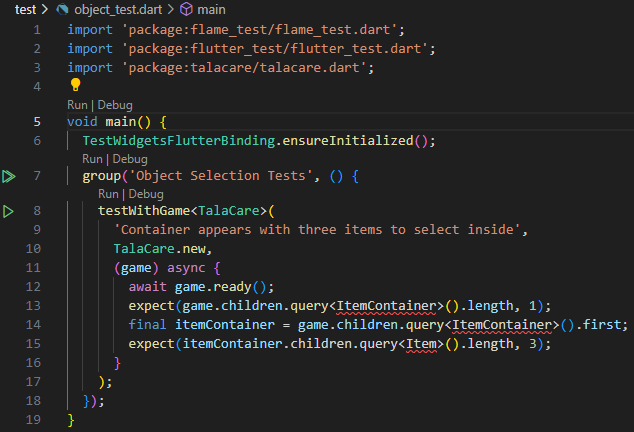 test > object_test.dart > main
1 import 'package:flame_test/flame_test.dart';
2 import 'package:flutter_test/flutter_test.dart';
3 import 'package:talacare/talacare.dart';
4
Run | Debug
5 void main() {
6   TestWidgetsFlutterBinding.ensureInitialized();
Run | Debug
7   group('Object Selection Tests', () {
Run | Debug
8     testWithGame<TalaCare>(
9       'Container appears with three items to select inside',
10       TalaCare.new,
11       (game) async {
12         await game.ready();
13         expect(game.children.query<ItemContainer>().length, 1);
14         final itemContainer = game.children.query<ItemContainer>().first;
15         expect(itemContainer.children.query<Item>().length, 3);
16       }
17     );
18   });
19 }